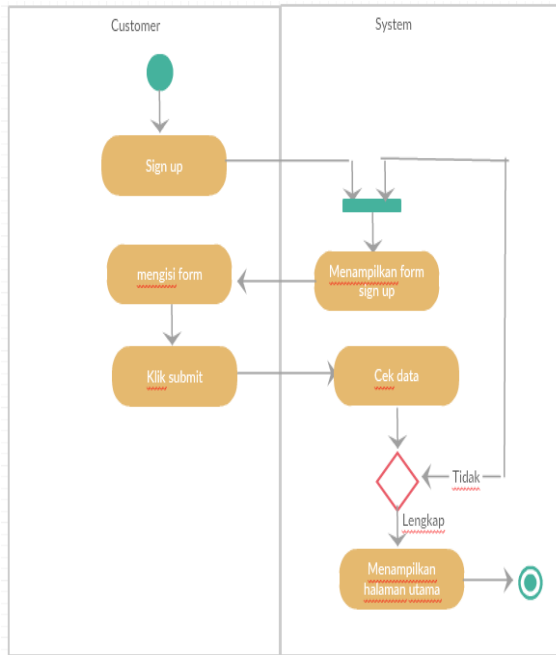 Customer
System
Sign up
Menampilkan form
sign up
mengisi form
Klik submit
Cek data
Tidak
Lengkap
Menampilkan
halaman utama